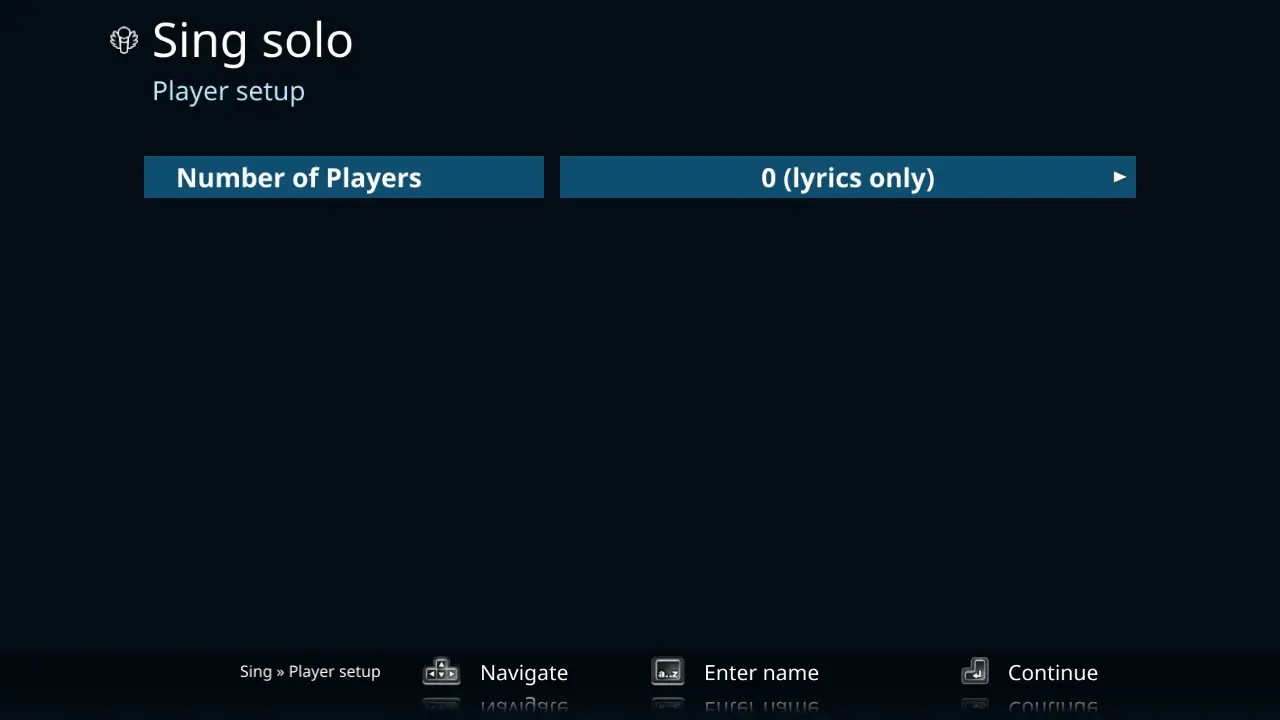 Sing solo
Player setup
Number of Players
0 (lyrics only)
Sing » Player setup
Navigate
a..z
Enter name
Continue